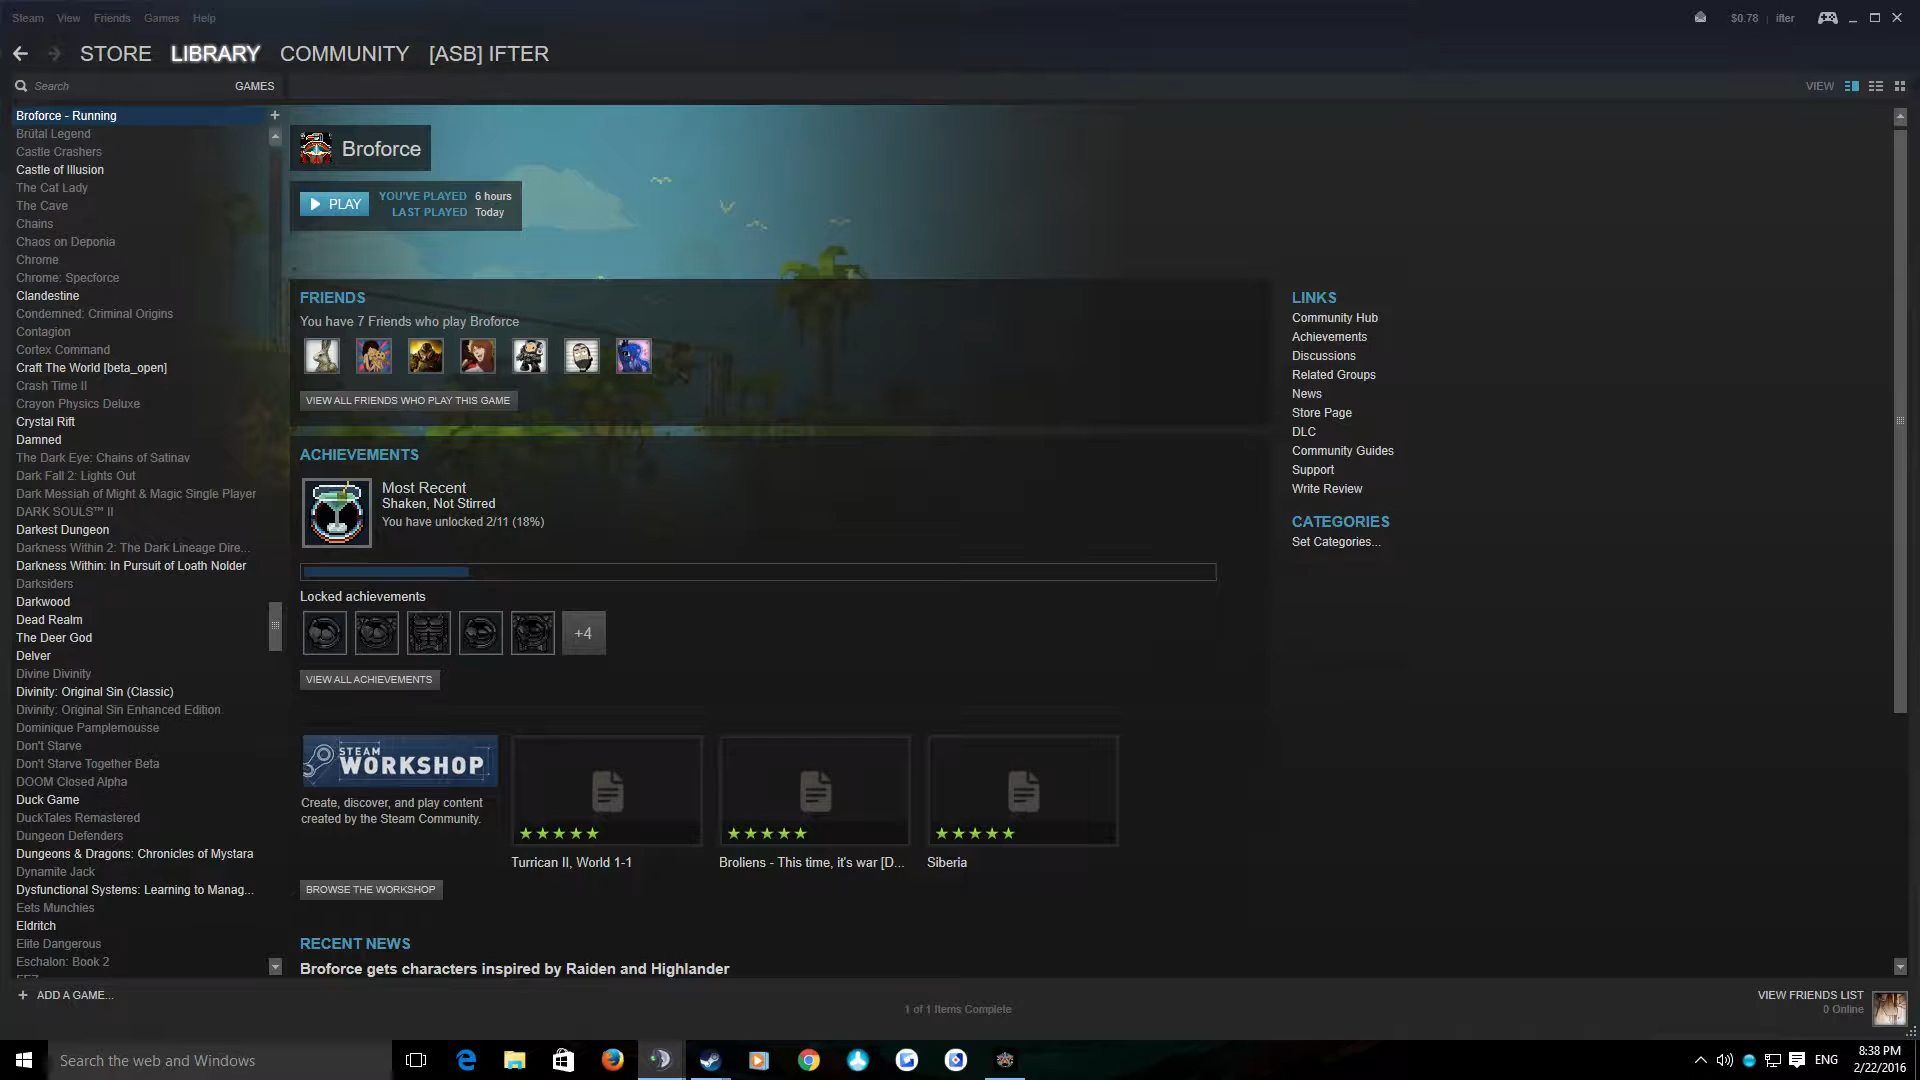 Steam View Friends Games Help
$0.78 | ifter
STORE LIBRARY COMMUNITY [ASB] IFTER
Search GAMES
VIEW
Broforce - Running
Brütal Legend
Castle Crashers
Castle of Illusion
The Cat Lady
The Cave
Chains
Chaos on Deponia
Chrome
Chrome: Specforce
Clandestine
Condemned: Criminal Origins
Contagion
Cortex Command
Craft The World [beta_open]
Crash Time II
Crayon Physics Deluxe
Crystal Rift
Damned
The Dark Eye: Chains of Satinav
Dark Fall 2: Lights Out
Dark Messiah of Might & Magic Single Player
DARK SOULS™ II
Darkest Dungeon
Darkness Within 2: The Dark Lineage Dire...
Darkness Within: In Pursuit of Loath Nolder
Darksiders
Darkwood
Dead Realm
The Deer God
Delver
Divine Divinity
Divinity: Original Sin (Classic)
Divinity: Original Sin Enhanced Edition
Dominique Pamplemousse
Don't Starve
Don't Starve Together Beta
DOOM Closed Alpha
Duck Game
DuckTales Remastered
Dungeon Defenders
Dungeons & Dragons: Chronicles of Mystara
Dynamite Jack
Dysfunctional Systems: Learning to Manag...
Eets Munchies
Eldritch
Elite Dangerous
Eschalon: Book 2
+ ADD A GAME...
Broforce
PLAY
YOU'VE PLAYED 6 hours
LAST PLAYED Today
FRIENDS
You have 7 Friends who play Broforce
VIEW ALL FRIENDS WHO PLAY THIS GAME
ACHIEVEMENTS
Most Recent
Shaken, Not Stirred
You have unlocked 2/11 (18%)
Locked achievements
+4
VIEW ALL ACHIEVEMENTS
STEAM
WORKSHOP
Create, discover, and play content
created by the Steam Community.
BROWSE THE WORKSHOP
Turrican II, World 1-1
Broliens - This time, it's war [D...
Siberia
RECENT NEWS
Broforce gets characters inspired by Raiden and Highlander
LINKS
Community Hub
Achievements
Discussions
Related Groups
News
Store Page
DLC
Community Guides
Support
Write Review
CATEGORIES
Set Categories...
1 of 1 Items Complete
VIEW FRIENDS LIST
0 Online
Search the web and Windows
ENG
8:38 PM
2/22/2016